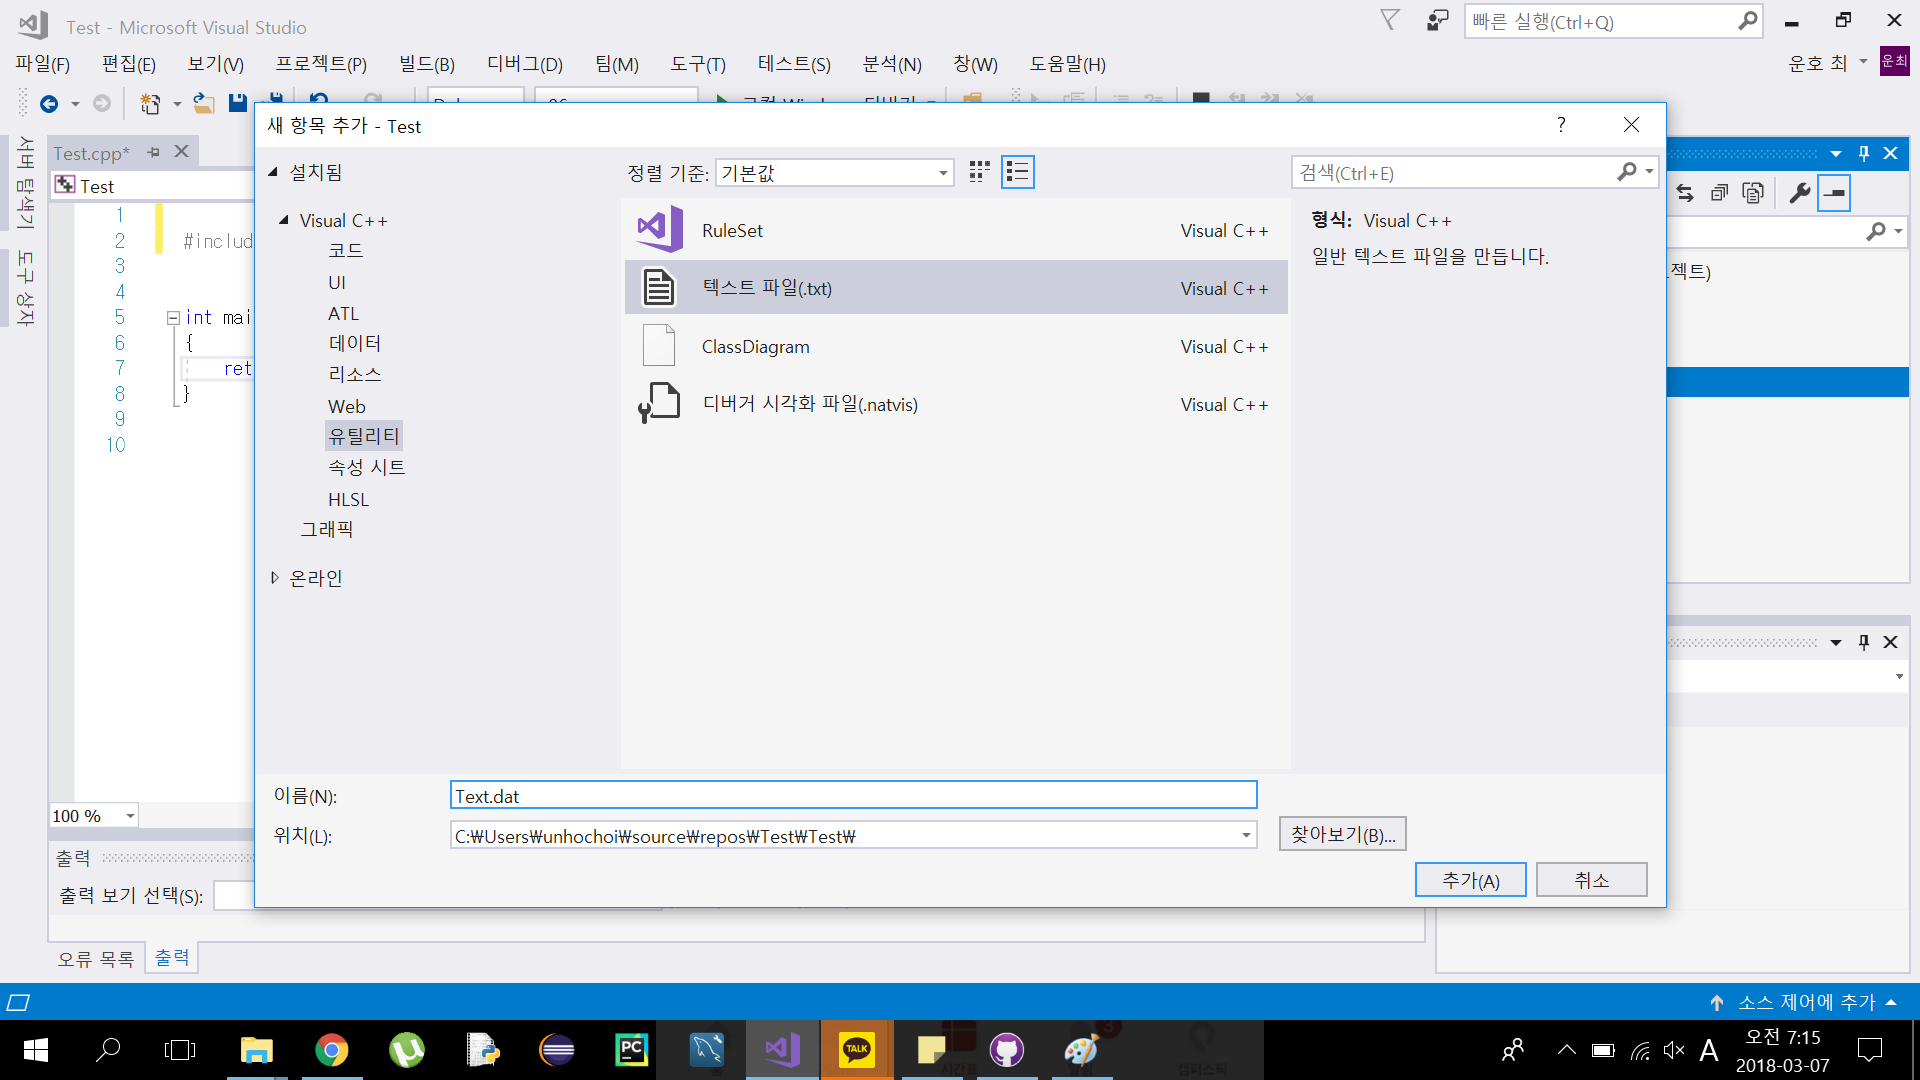 Test - Microsoft Visual Studio
빠른 실행(Ctrl+Q)
파일(F) 편집(E) 보기(V) 프로젝트(P) 빌드(B) 디버그(D) 팀(M) 도구(T) 테스트(S) 분석(N) 창(W) 도움말(H)
운호 최 운최
서버 탐색기
도구 상자
Test.cpp*
Test
1
2 #includ
3
4
5 int mai
6 {
7 ret
8 }
9
10
100 %
출력
출력 보기 선택(S):
오류 목록 출력
새 항목 추가 - Test
?
설치됨
Visual C++
코드
UI
ATL
데이터
리소스
Web
유틸리티
속성 시트
HLSL
그래픽
온라인
정렬 기준: 기본값
검색(Ctrl+E)
RuleSet Visual C++
텍스트 파일(.txt) Visual C++
ClassDiagram Visual C++
디버거 시각화 파일(.natvis) Visual C++
형식: Visual C++
일반 텍스트 파일을 만듭니다.
이름(N): Text.dat
위치(L): C:₩Users₩unhochoi₩source₩repos₩Test₩Test₩
찾아보기(B)...
추가(A) 취소
소스 제어에 추가
PC
TALK
A
오전 7:15
2018-03-07